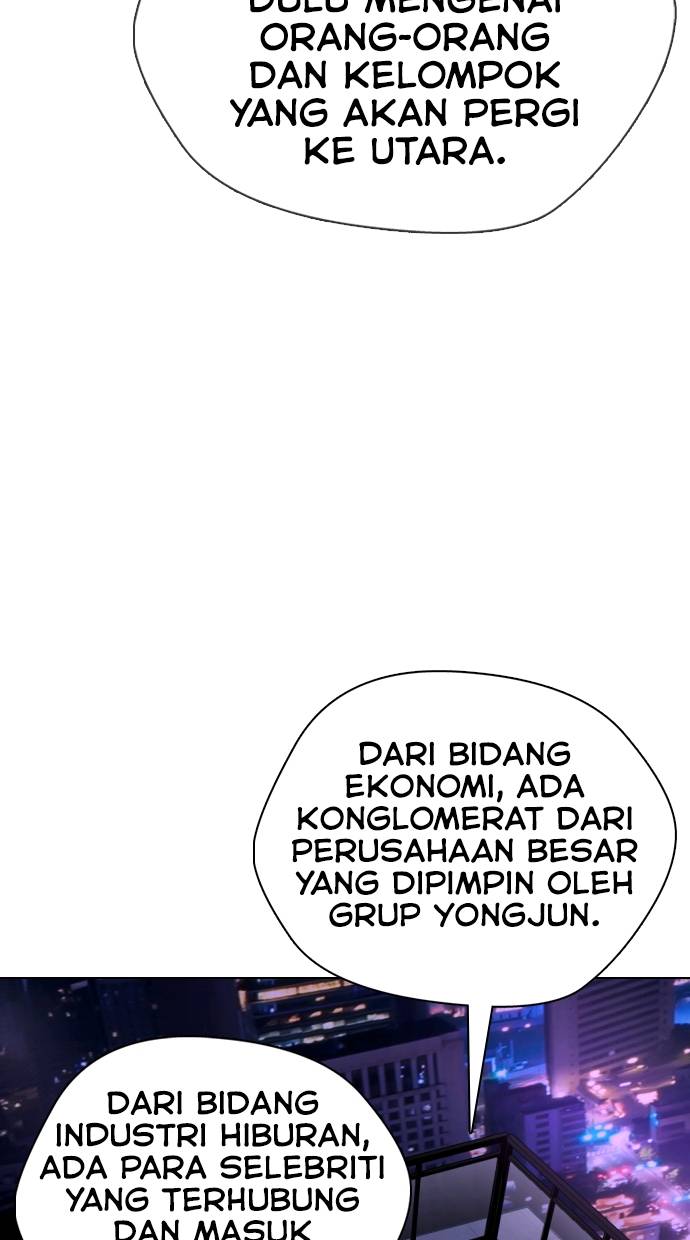 DULU MENGENAI
ORANG-ORANG
DAN KELOMPOK
YANG AKAN PERGI
KE UTARA.
DARI BIDANG
EKONOMI, ADA
KONGLOMERAT DARI
PERUSAHAAN BESAR
YANG DIPIMPIN OLEH
GRUP YONGJUN.
DARI BIDANG
INDUSTRI HIBURAN,
ADA PARA SELEBRITI
YANG TERHUBUNG
DAN MASUK